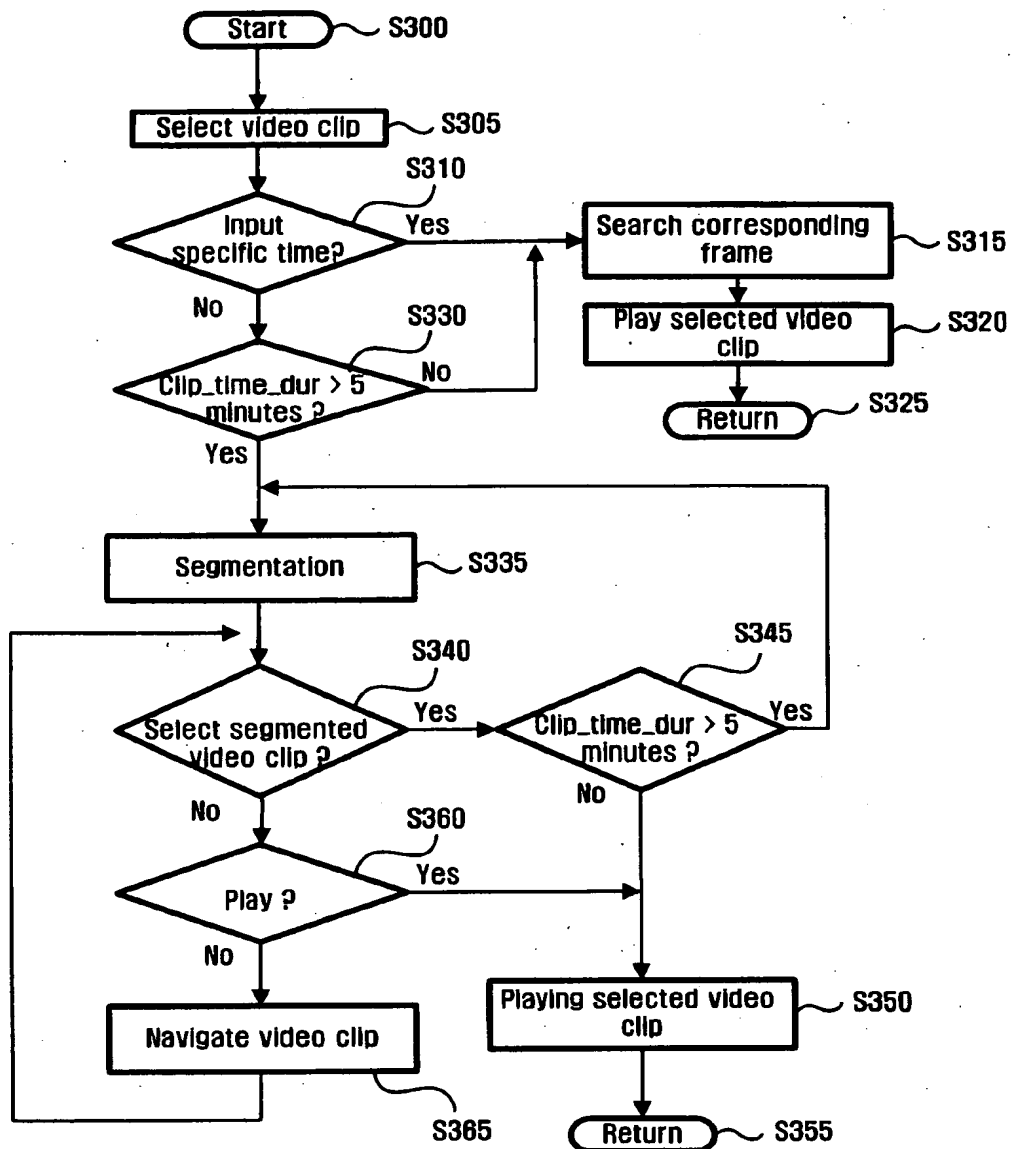 Start
S300
Select video clip
S305
S310
Input
specific time?
Yes
No
Search corresponding
frame
S315
S330
Play selected video
clip
S320
Clip_time_dur > 5
minutes ?
No
Yes
Return
S325
Segmentation
S335
S340
Select segmented
video clip ?
Yes
No
S345
Clip_time_dur > 5
minutes ?
Yes
No
S360
Play ?
Yes
No
Playing selected video
clip
S350
Navigate video clip
S365
Return
S355